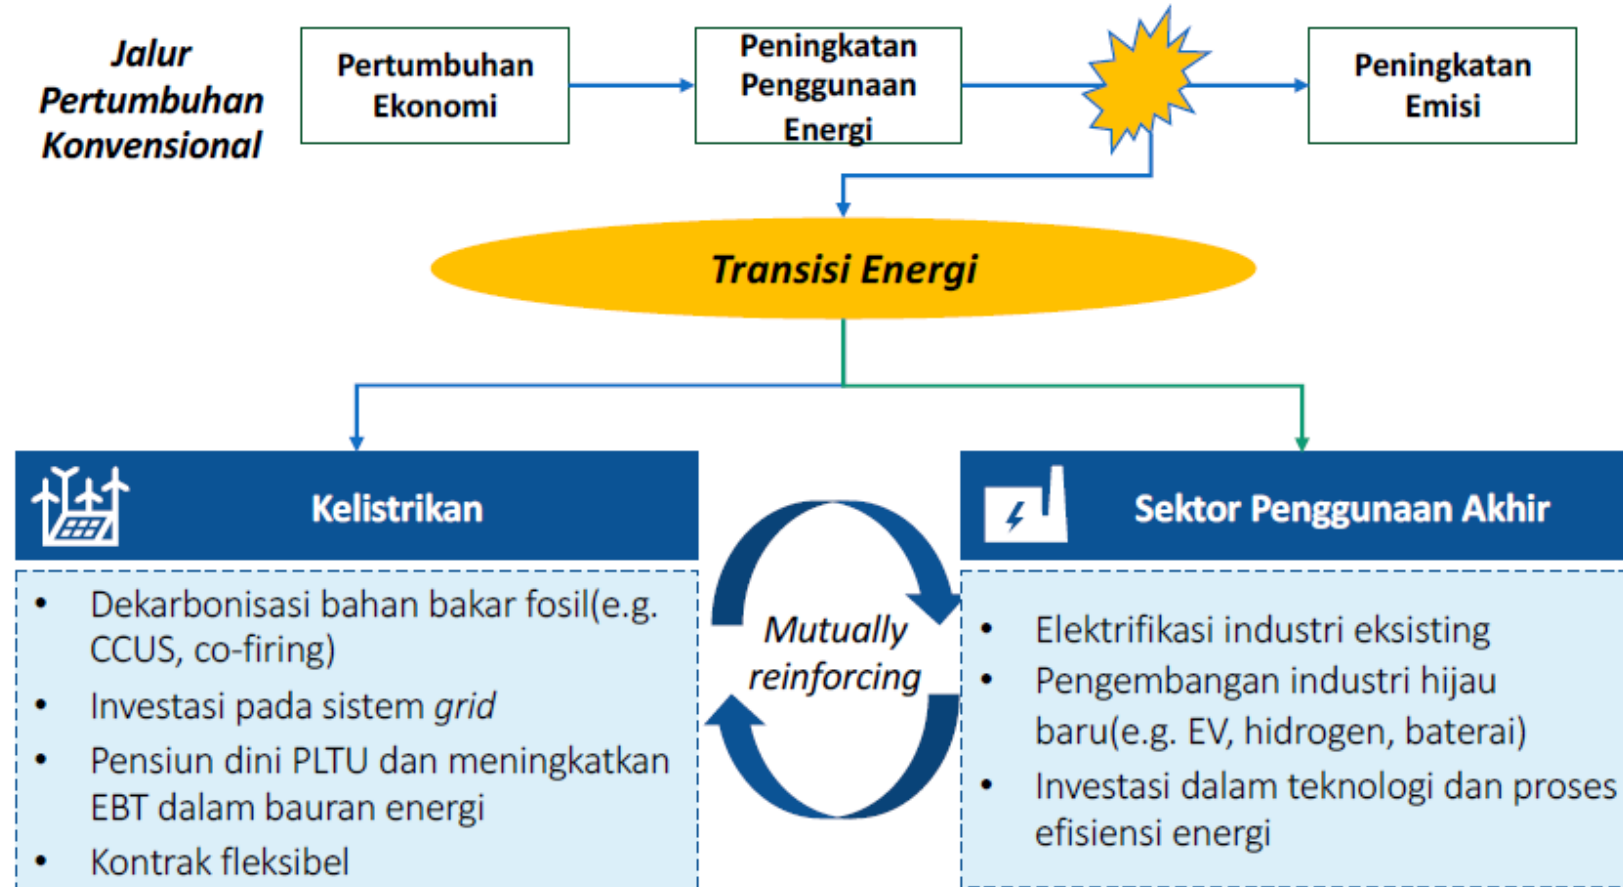 Jalur
Pertumbuhan
Konvensional
Pertumbuhan
Ekonomi
Peningkatan
Penggunaan
Energi
Peningkatan
Emisi
Transisi Energi
Kelistrikan
• Dekarbonisasi bahan bakar fosil(e.g.
CCUS, co-firing)
• Investasi pada sistem grid
• Pensiun dini PLTU dan meningkatkan
EBT dalam bauran energi
• Kontrak fleksibel
Mutually
reinforcing
Sektor Penggunaan Akhir
• Elektrifikasi industri eksisting
• Pengembangan industri hijau
baru(e.g. EV, hidrogen, baterai)
• Investasi dalam teknologi dan proses
efisiensi energi